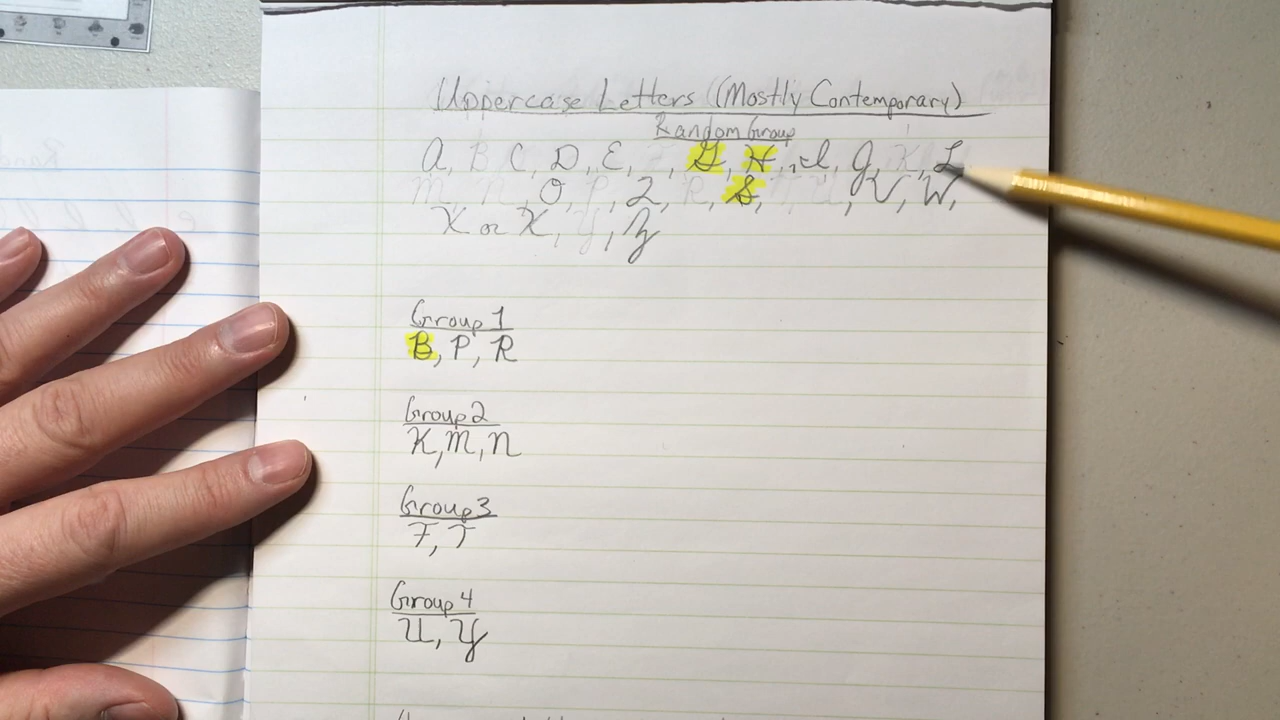 Uppercase Letters (Mostly Contemporary)
Random Group
A, B, C, D, E, , G, H, I, J, K, L
M, N, O, P, Q, R, S, T, U, V, W,
X or X, Y, Z
Group 1
B, P, R
Group 2
K, M, N
Group 3
F, T
Group 4
U, Y